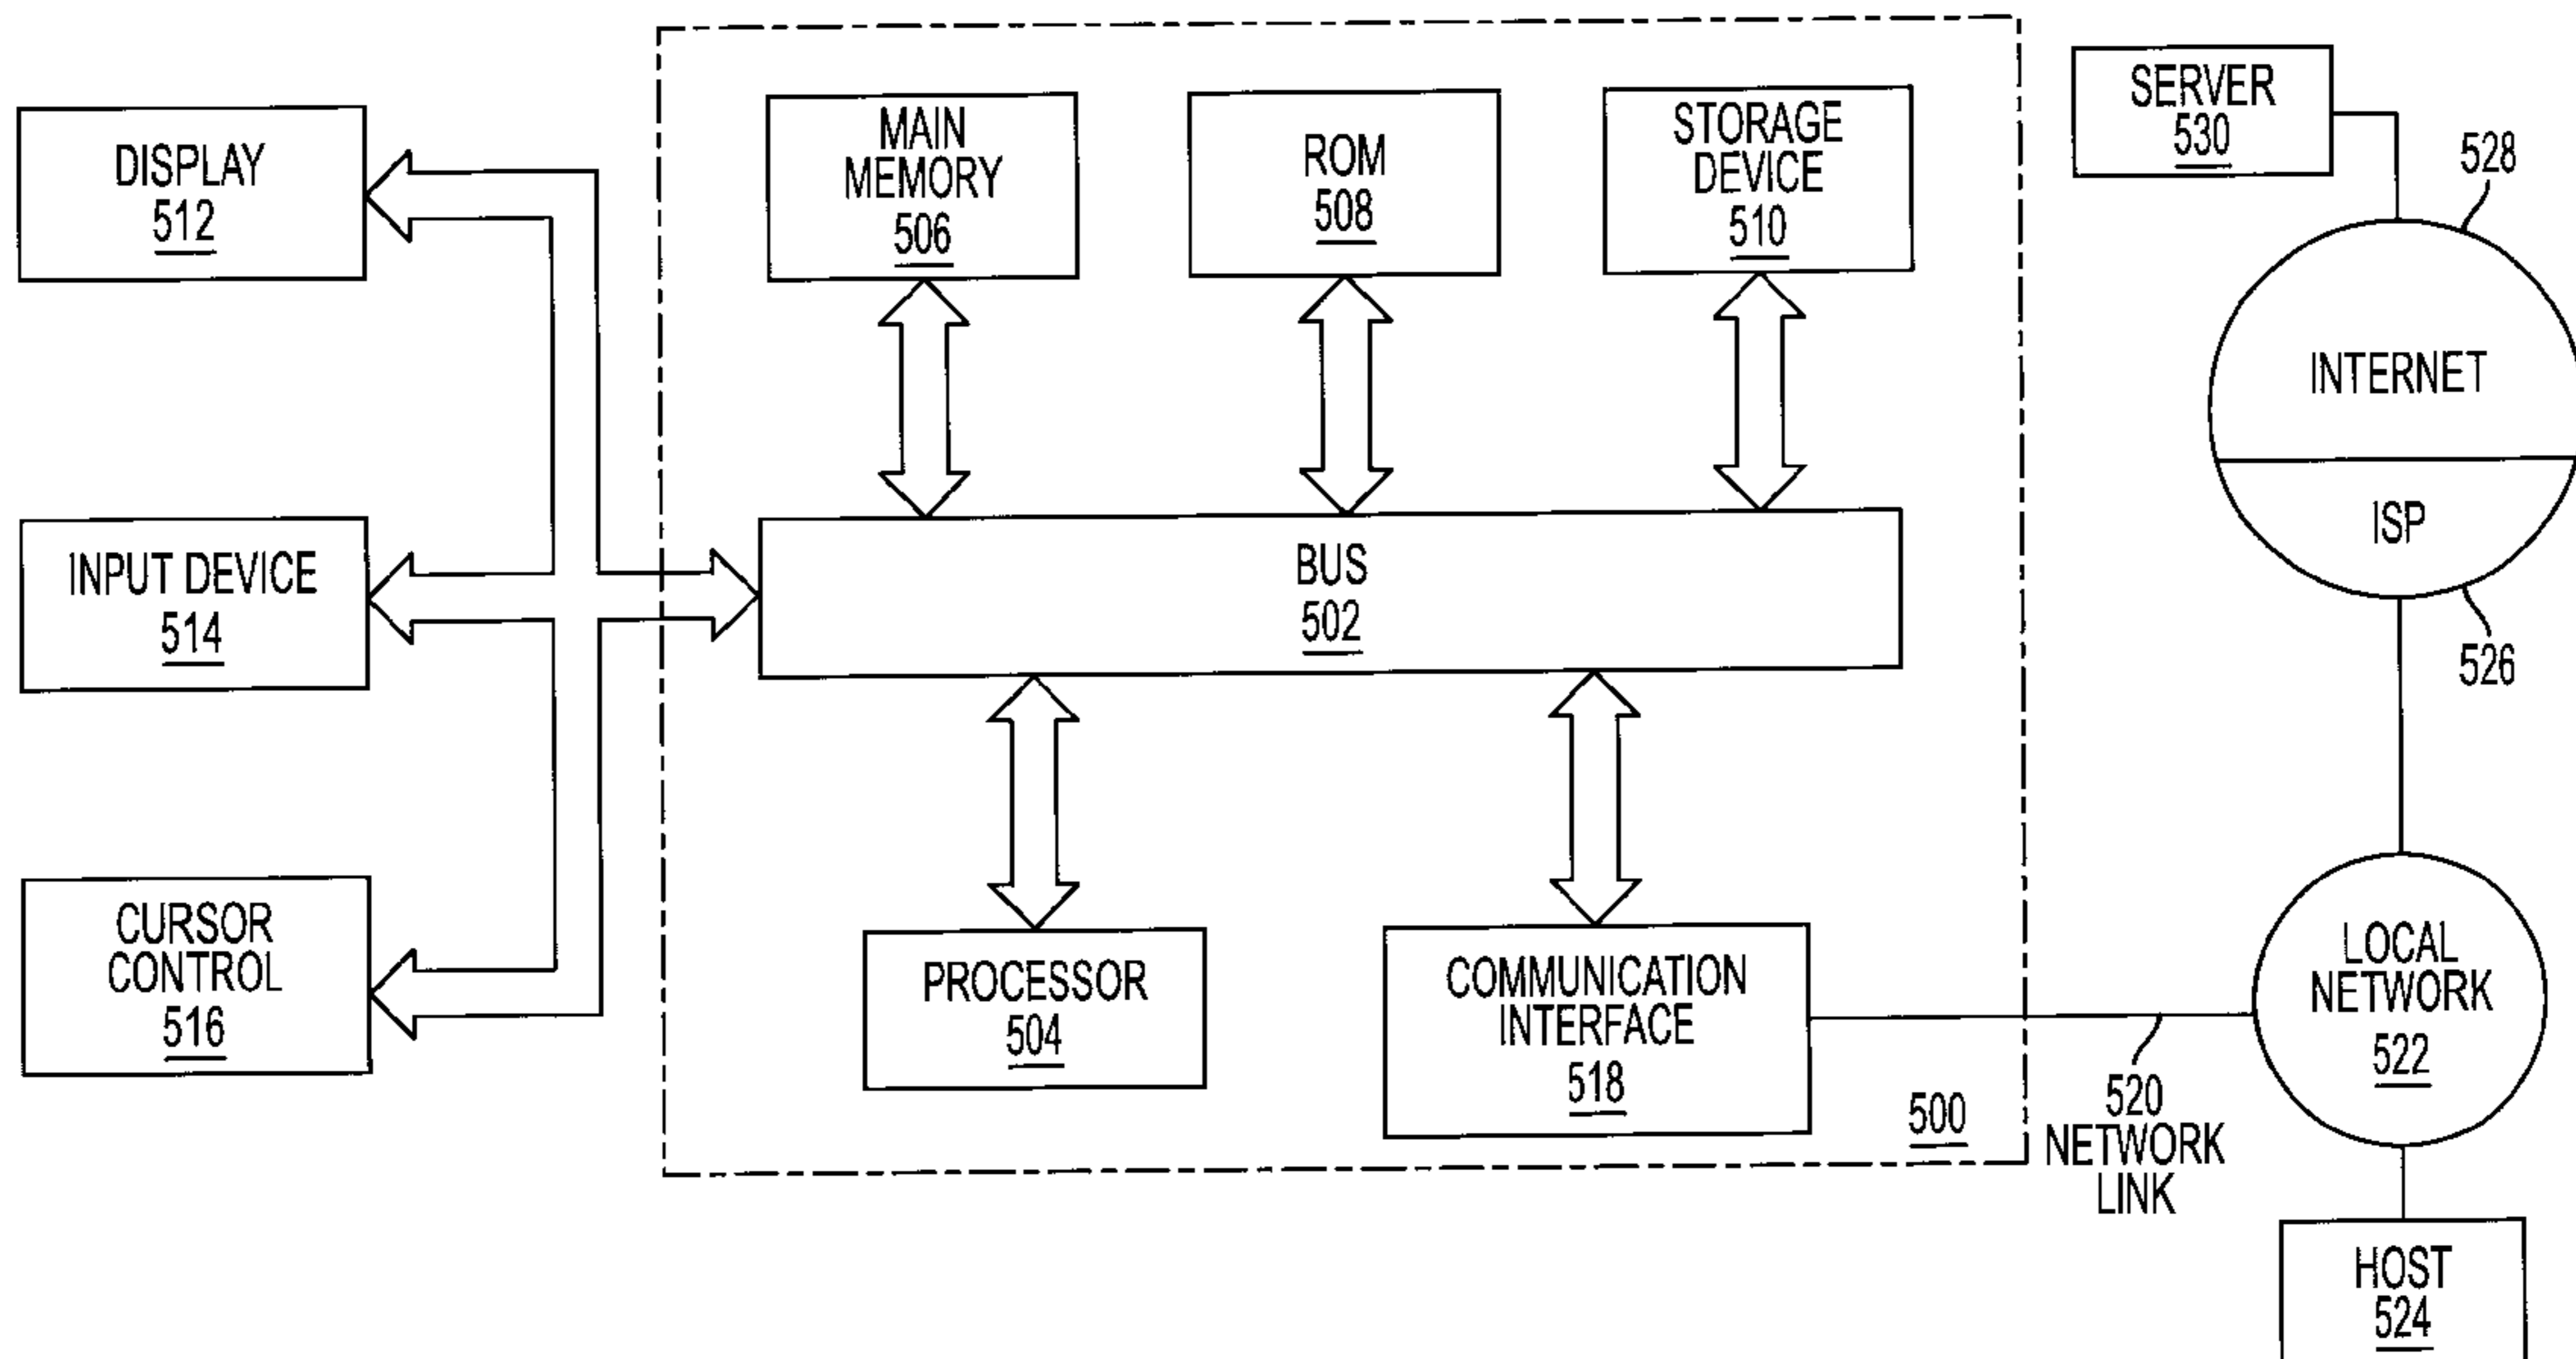 DISPLAY
512
INPUT DEVICE
514
CURSOR
CONTROL
516
MAIN
MEMORY
506
ROM
508
STORAGE
DEVICE
510
BUS
502
PROCESSOR
504
COMMUNICATION
INTERFACE
518
500
SERVER
530
528
INTERNET
ISP
526
LOCAL
NETWORK
522
520
NETWORK
LINK
HOST
524